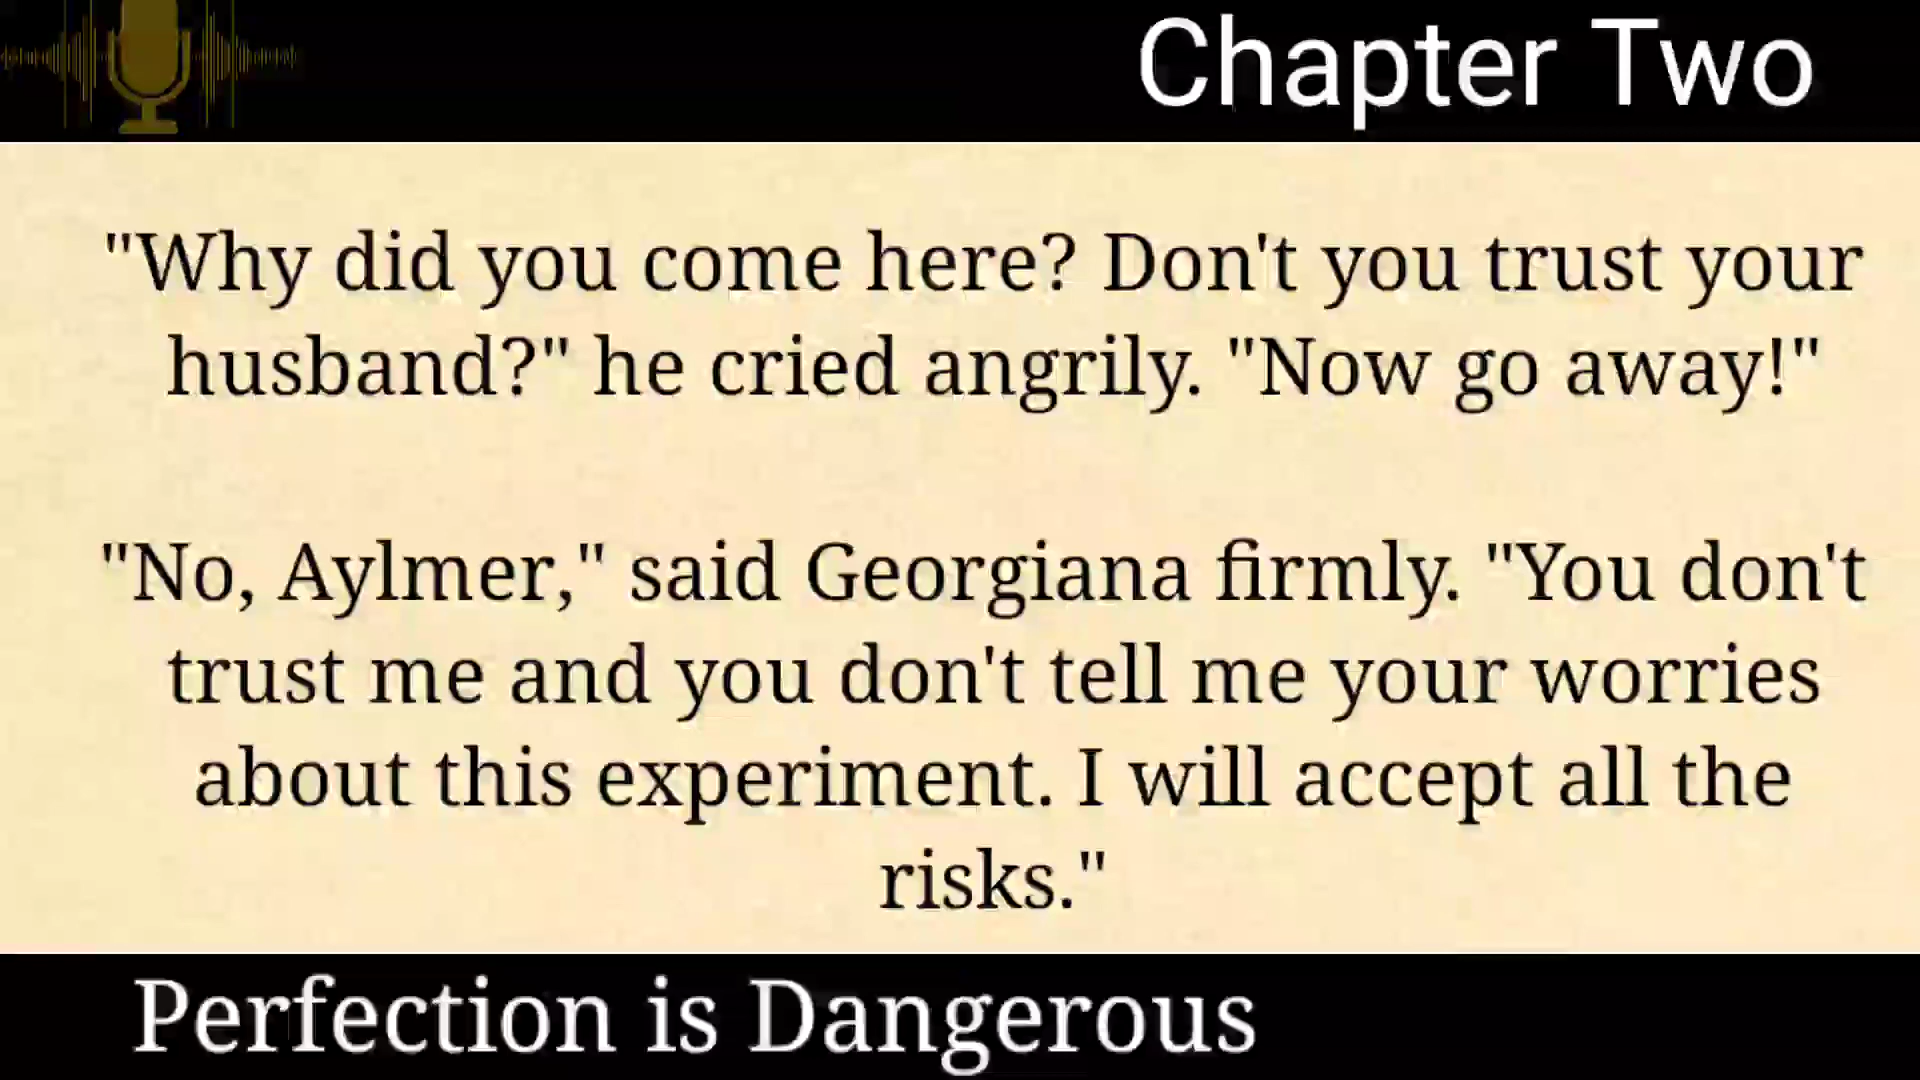 Chapter Two
"Why did you come here? Don't you trust your
husband?" he cried angrily. "Now go away!"
"No, Aylmer," said Georgiana firmly. "You don't
trust me and you don't tell me your worries
about this experiment. I will accept all the
risks."
Perfection is Dangerous